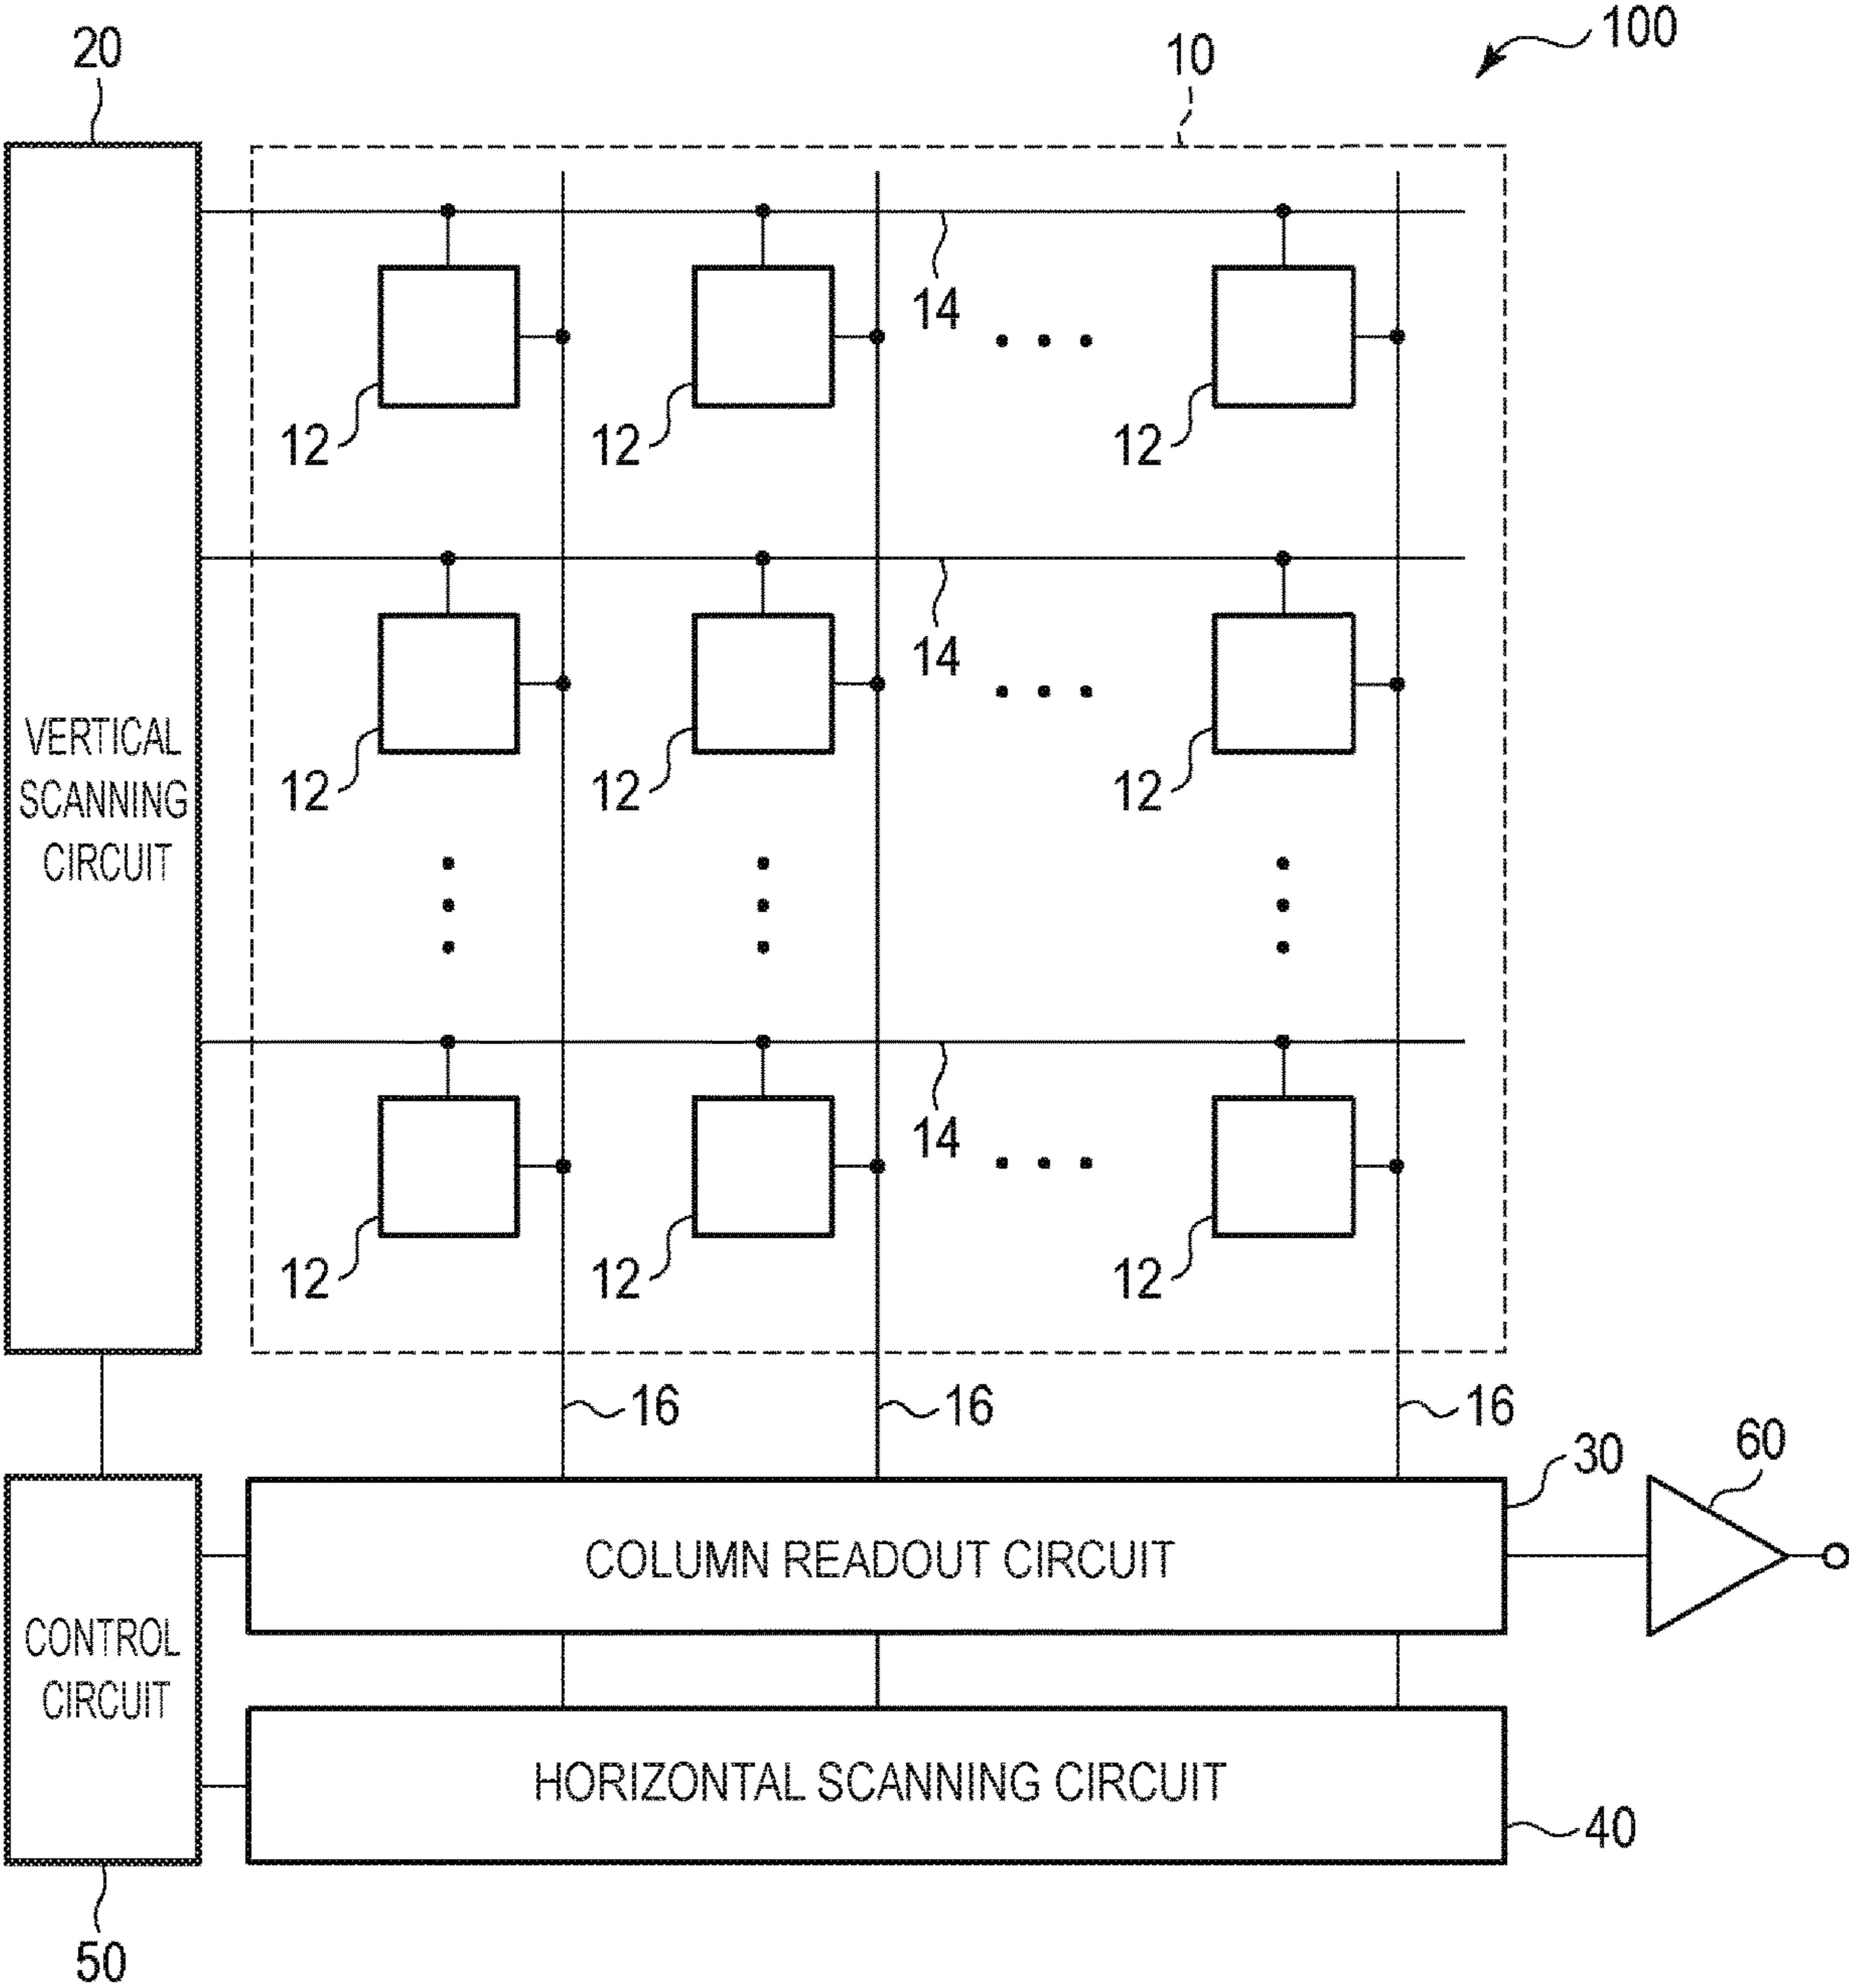 100
20
10
14
12 12 12
14
VERTICAL
SCANNING
CIRCUIT
12 12 12
14
12 12 12
16 16 16
30
60
COLUMN READOUT CIRCUIT
CONTROL
CIRCUIT
HORIZONTAL SCANNING CIRCUIT
40
50